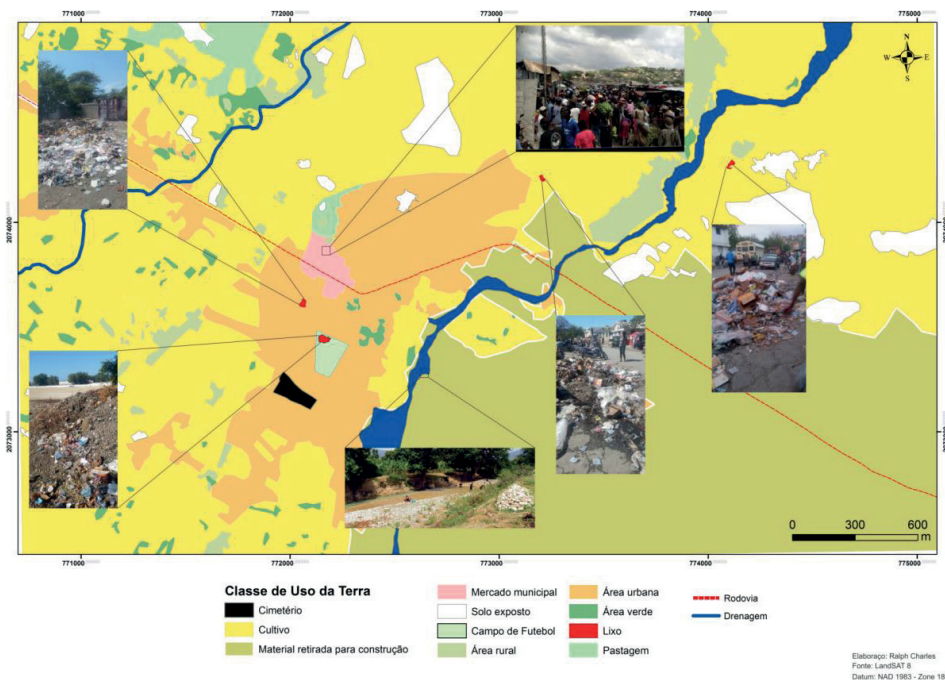 771000 772000 773000 774000 775000
N
W E
S
2074000
2073000
0 300 600
m
771000 772000 773000 774000 775000
Classe de Uso da Terra
Cimetério
Cultivo
Material retirada para construção
Mercado municipal
Solo exposto
Campo de Futebol
Área rural
Área urbana
Área verde
Lixo
Pastagem
Rodovia
Drenagem
Elaboraço: Ralph Charles
Fonte: LandSAT 8
Datum: NAD 1983 - Zone 18